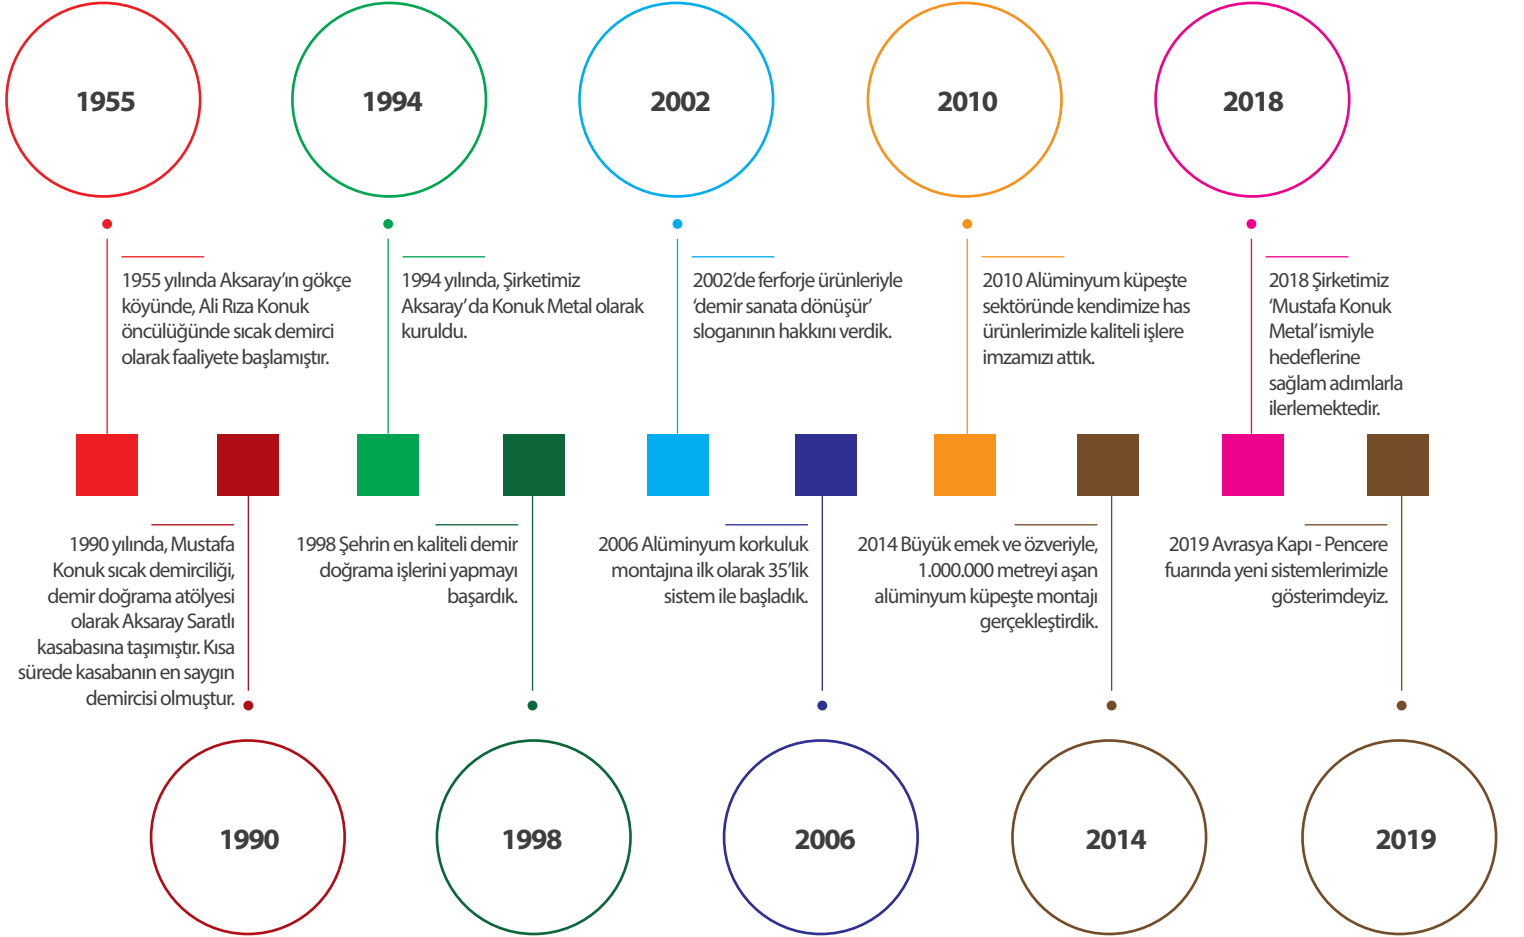 1955
1994
2002
2010
2018
1955 yılında Aksaray'ın gökçe
köyünde, Ali Rıza Konuk
öncülüğünde sıcak demirci
olarak faaliyete başlamıştır.
1994 yılında, Şirketimiz
Aksaray' da Konuk Metal olarak
kuruldu.
2002'de ferforje ürünleriyle
'demir sanata dönüşür'
sloganının hakkını verdik.
2010 Alüminyum küpeşte
sektöründe kendimize has
ürünlerimizle kaliteli işlere
imzamızı attık.
2018 Şirketimiz
'Mustafa Konuk
Metal' ismiyle
hedeflerine
sağlam adımlarla
ilerlemektedir.
1990 yılında, Mustafa
Konuk sıcak demirciliği,
demir doğrama atölyesi
olarak Aksaray Saratlı
kasabasına taşımıştır. Kısa
sürede kasabanın en saygın
demircisi olmuştur.
1998 Şehrin en kaliteli demir
doğrama işlerini yapmayı
başardık.
2006 Alüminyum korkuluk
montajına ilk olarak 35'lik
sistem ile başladık.
2014 Büyük emek ve özveriyle,
1.000.000 metreyi aşan
alüminyum küpeşte montajı
gerçekleştirdik.
2019 Avrasya Kapı - Pencere
fuarında yeni sistemlerimizle
gösterimdeyiz.
1990
1998
2006
2014
2019